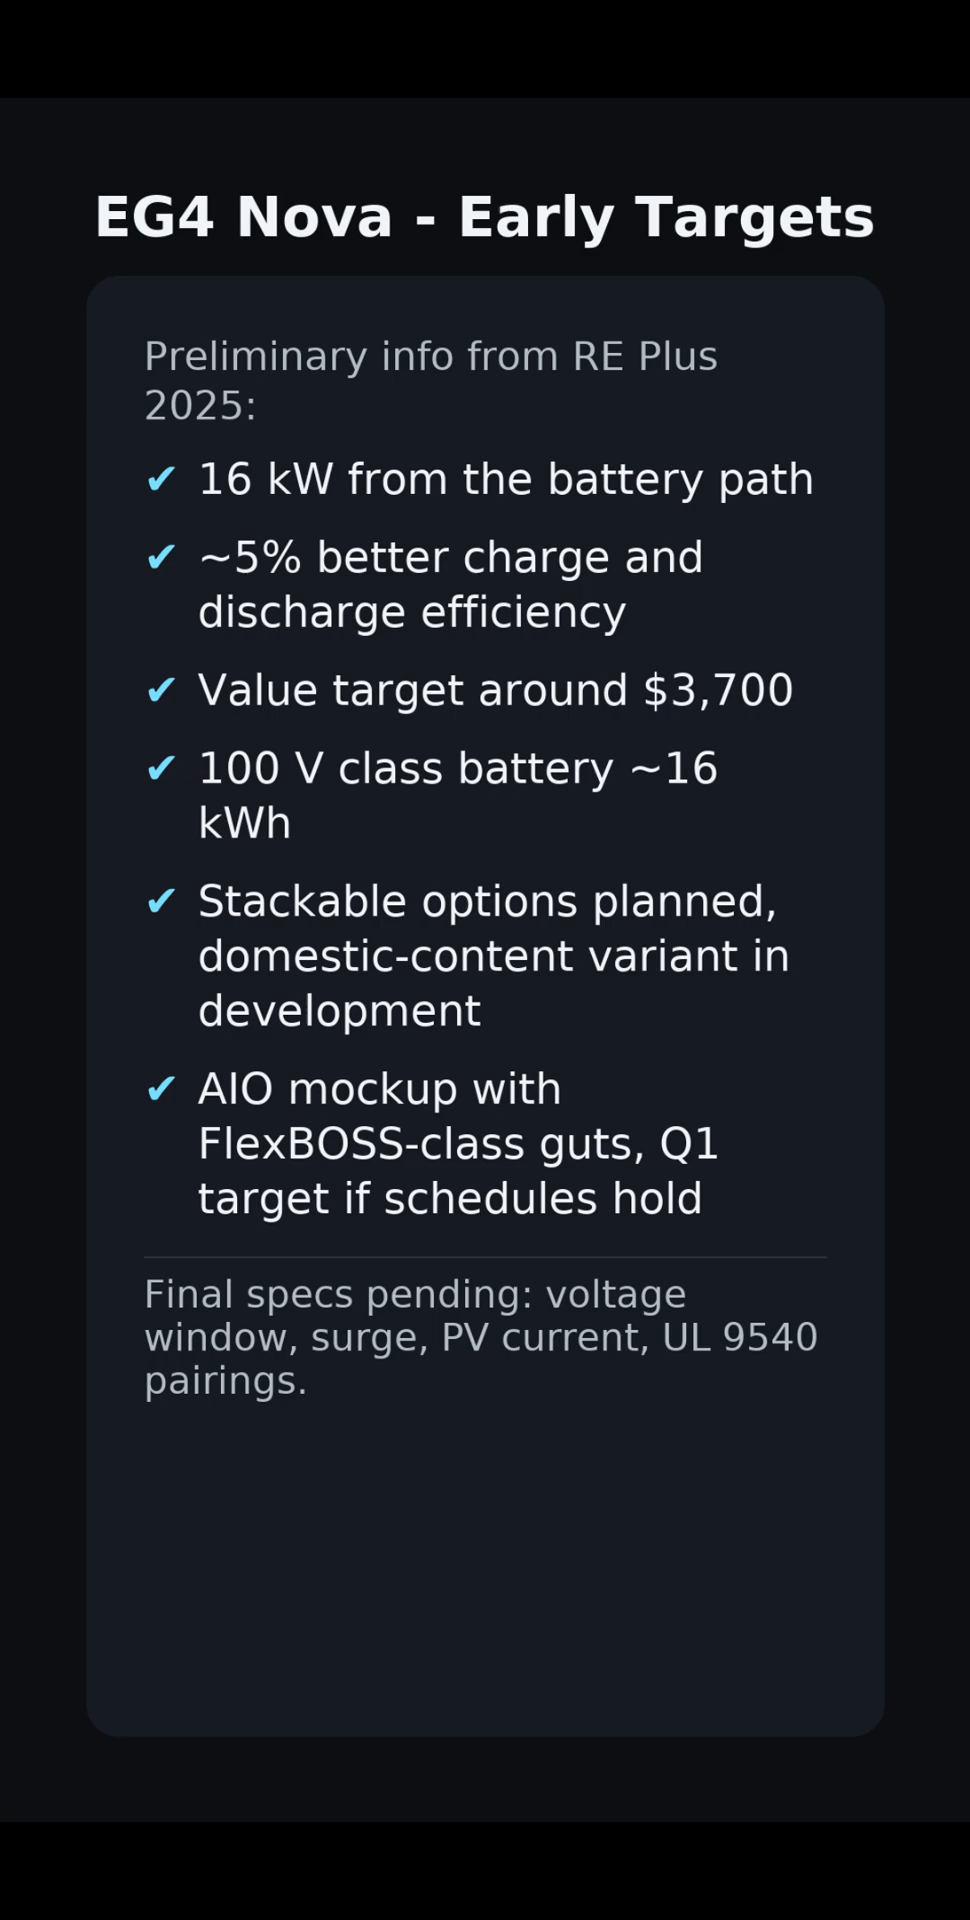 EG4 Nova - Early Targets
Preliminary info from RE Plus
2025:
✔ 16 kW from the battery path
✔ ~5% better charge and
discharge efficiency
✔ Value target around $3,700
✔ 100 V class battery ~16
kWh
✔ Stackable options planned,
domestic-content variant in
development
✔ AIO mockup with
FlexBOSS-class guts, Q1
target if schedules hold
Final specs pending: voltage
window, surge, PV current, UL 9540
pairings.